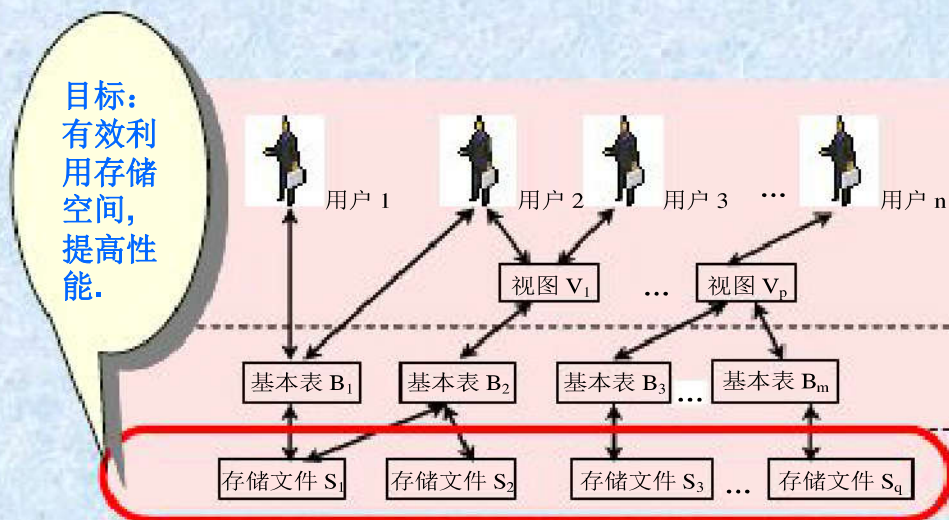 目标：
有效利
用存储
空间，
提高性
能.
用户 1
用户 2
用户 3
...
用户 n
视图 V₁
...
视图 Vₚ
基本表 B₁
基本表 B₂
基本表 B₃
...
基本表 Bₘ
存储文件 S₁
存储文件 S₂
存储文件 S₃
...
存储文件 S_q